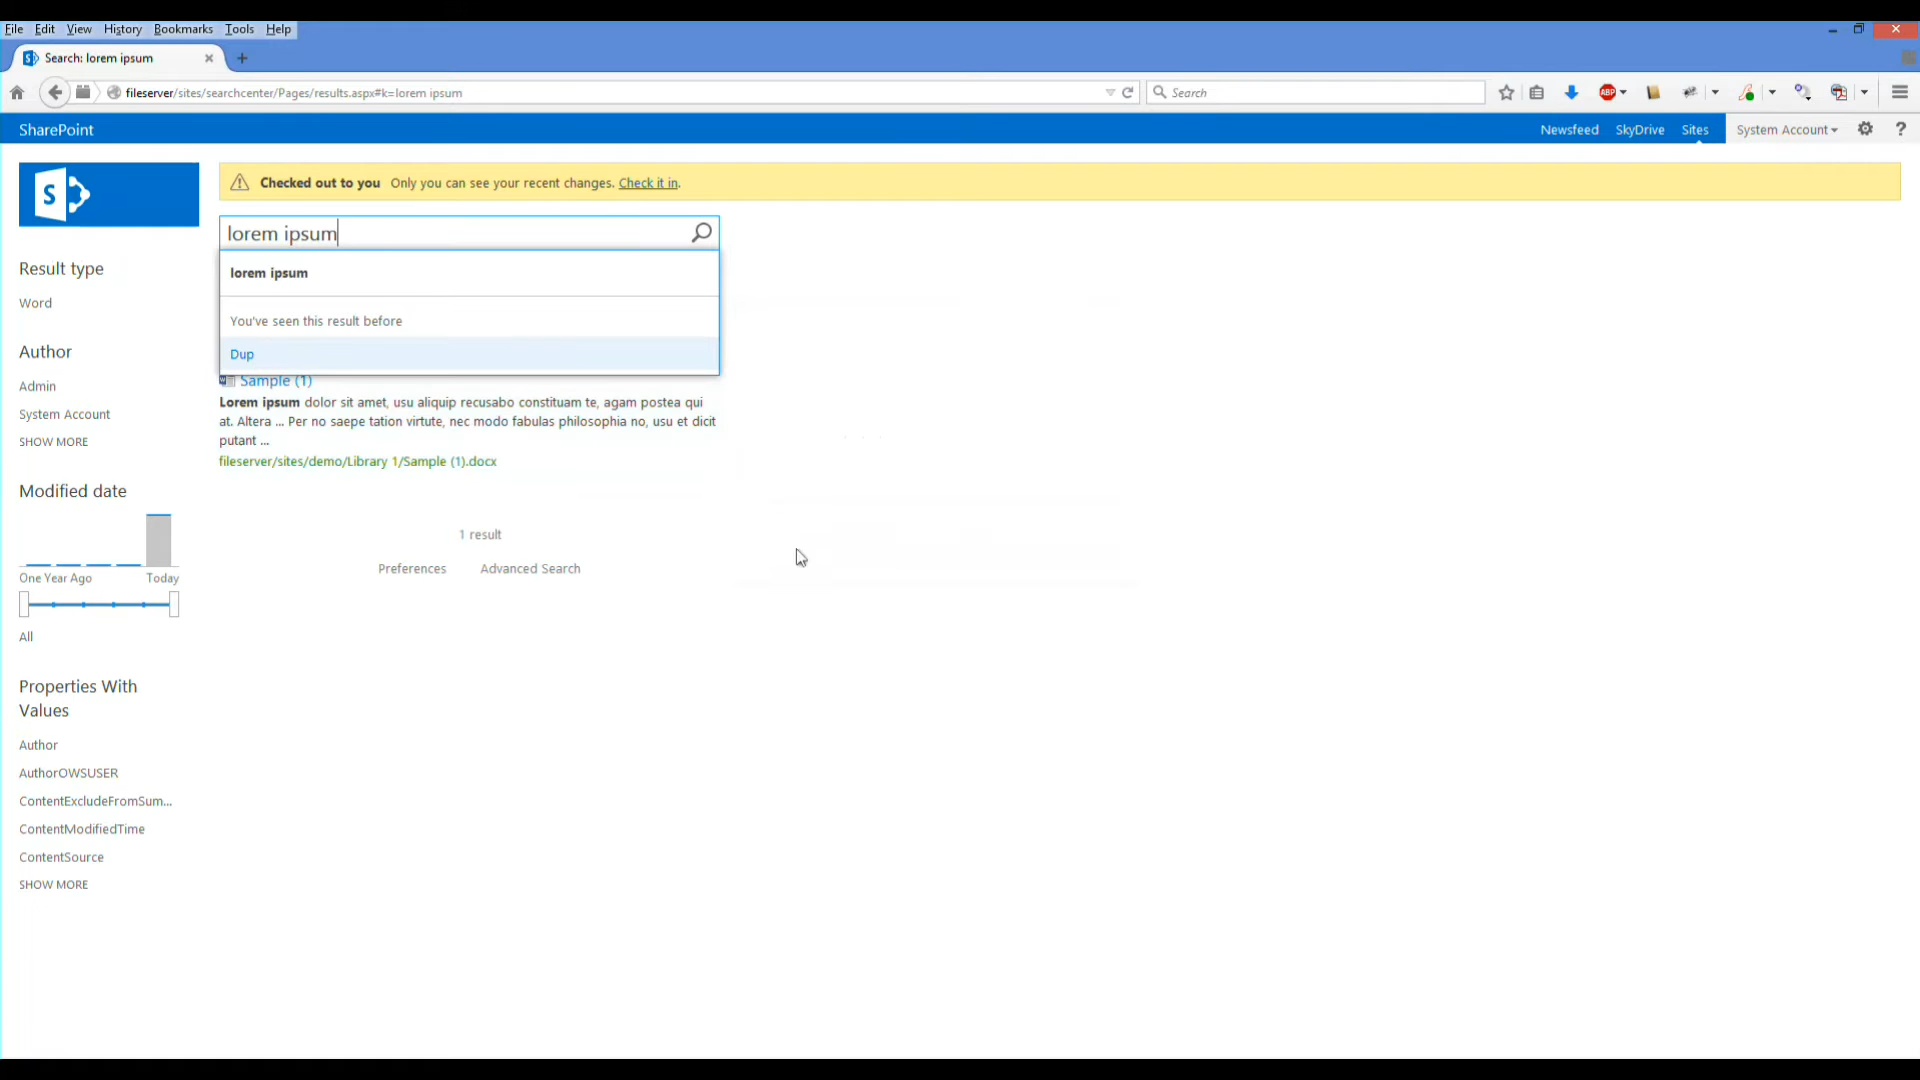 File Edit View History Bookmarks Tools Help
Search: lorem ipsum
fileserver/sites/searchcenter/Pages/results.aspx#k=lorem ipsum
Search
ABP
SharePoint
Newsfeed SkyDrive Sites System Account ?
S
Checked out to you Only you can see your recent changes. Check it in.
lorem ipsum
lorem ipsum
You've seen this result before
Dup
Sample (1)
Lorem ipsum dolor sit amet, usu aliquip recusabo constituam te, agam postea qui
at. Altera ... Per no saepe tation virtute, nec modo fabulas philosophia no, usu et dicit
putant ...
fileserver/sites/demo/Library 1/Sample (1).docx
1 result
Preferences Advanced Search
Result type
Word
Author
Admin
System Account
SHOW MORE
Modified date
One Year Ago Today
All
Properties With
Values
Author
AuthorOWSUSER
ContentExcludeFromSum...
ContentModifiedTime
ContentSource
SHOW MORE